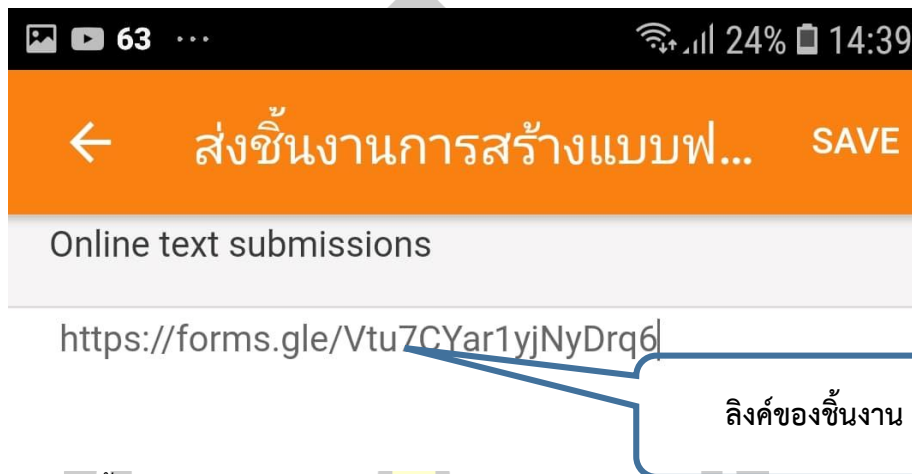 63 ... 24% 14:39
ส่งชิ้นงานการสร้างแบบฟ... SAVE
Online text submissions
https://forms.gle/Vtu7CYar1yjNyDrq6
ลิงค์ของชิ้นงาน